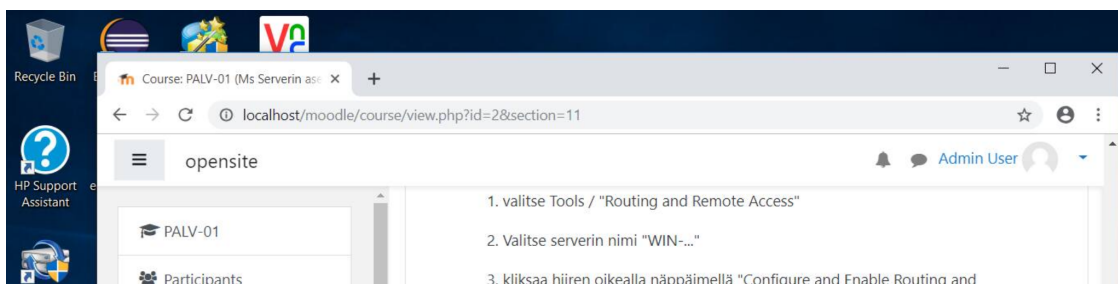 Recycle Bin
Course: PALV-01 (Ms Serverin ase
localhost/moodle/course/view.php?id=2&section=11
HP Support
Assistant
opensite
Admin User
PALV-01
Participants
1. valitse Tools / "Routing and Remote Access"
2. Valitse serverin nimi "WIN-..."
3. kliksaa hiiren oikealla näppäimellä "Configure and Enable Routing and